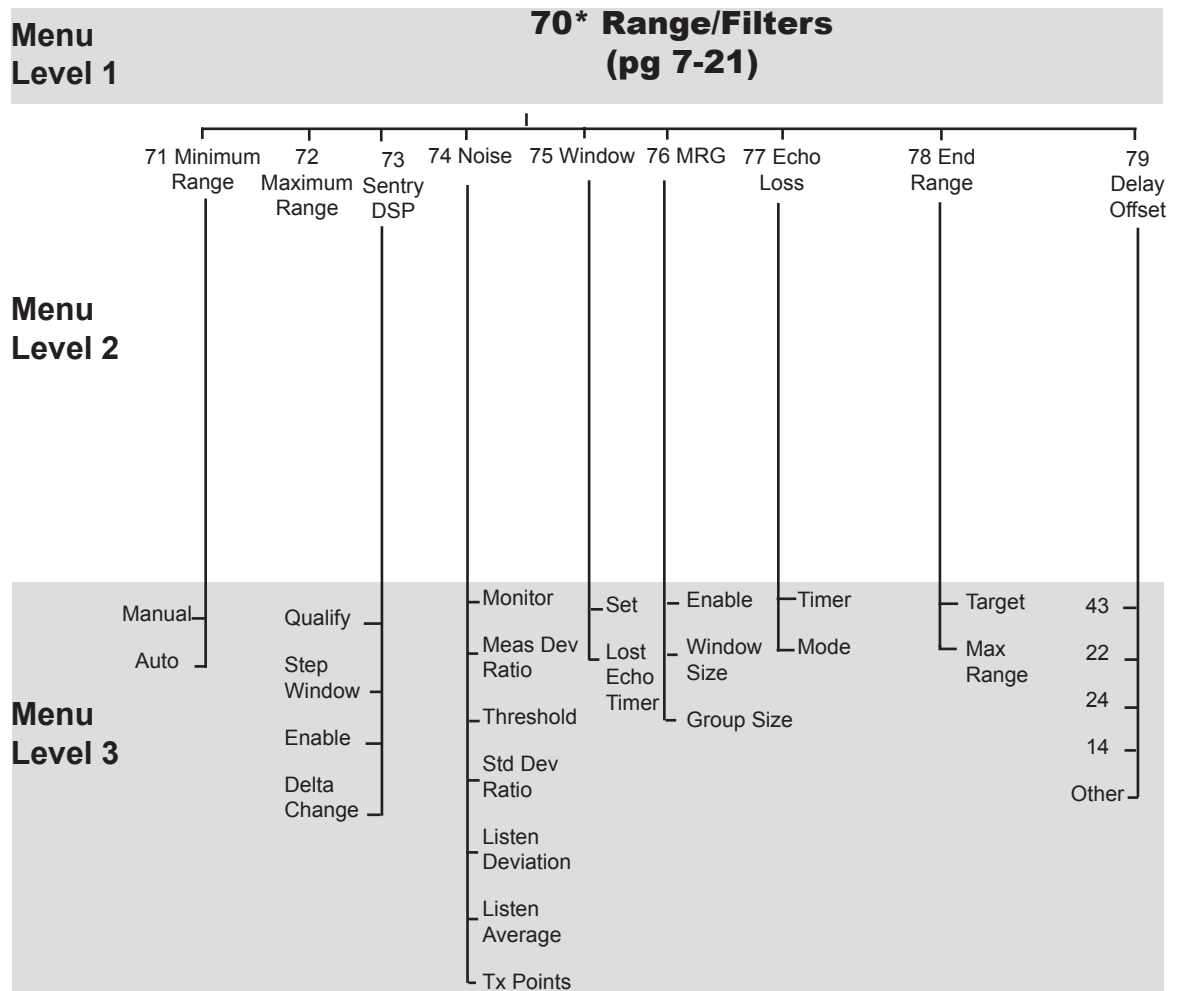 Menu
Level 1
70* Range/Filters
(pg 7-21)
71 Minimum
Range
72
Maximum
Range
73
Sentry
DSP
74 Noise
75 Window
76 MRG
77 Echo
Loss
78 End
Range
79
Delay
Offset
Menu
Level 2
Menu
Level 3
Manual
Auto
Qualify
Step
Window
Enable
Delta
Change
Monitor
Meas Dev
Ratio
Threshold
Std Dev
Ratio
Listen
Deviation
Listen
Average
Tx Points
Set
Lost
Echo
Timer
Enable
Window
Size
Group Size
Timer
Mode
Target
Max
Range
43
22
24
14
Other